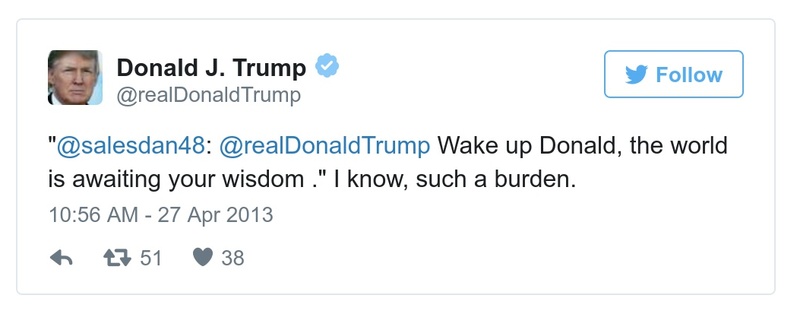 Donald J. Trump
@realDonaldTrump
Follow
"@salesdan48: @realDonaldTrump Wake up Donald, the world
is awaiting your wisdom ." I know, such a burden.
10:56 AM - 27 Apr 2013
51 38